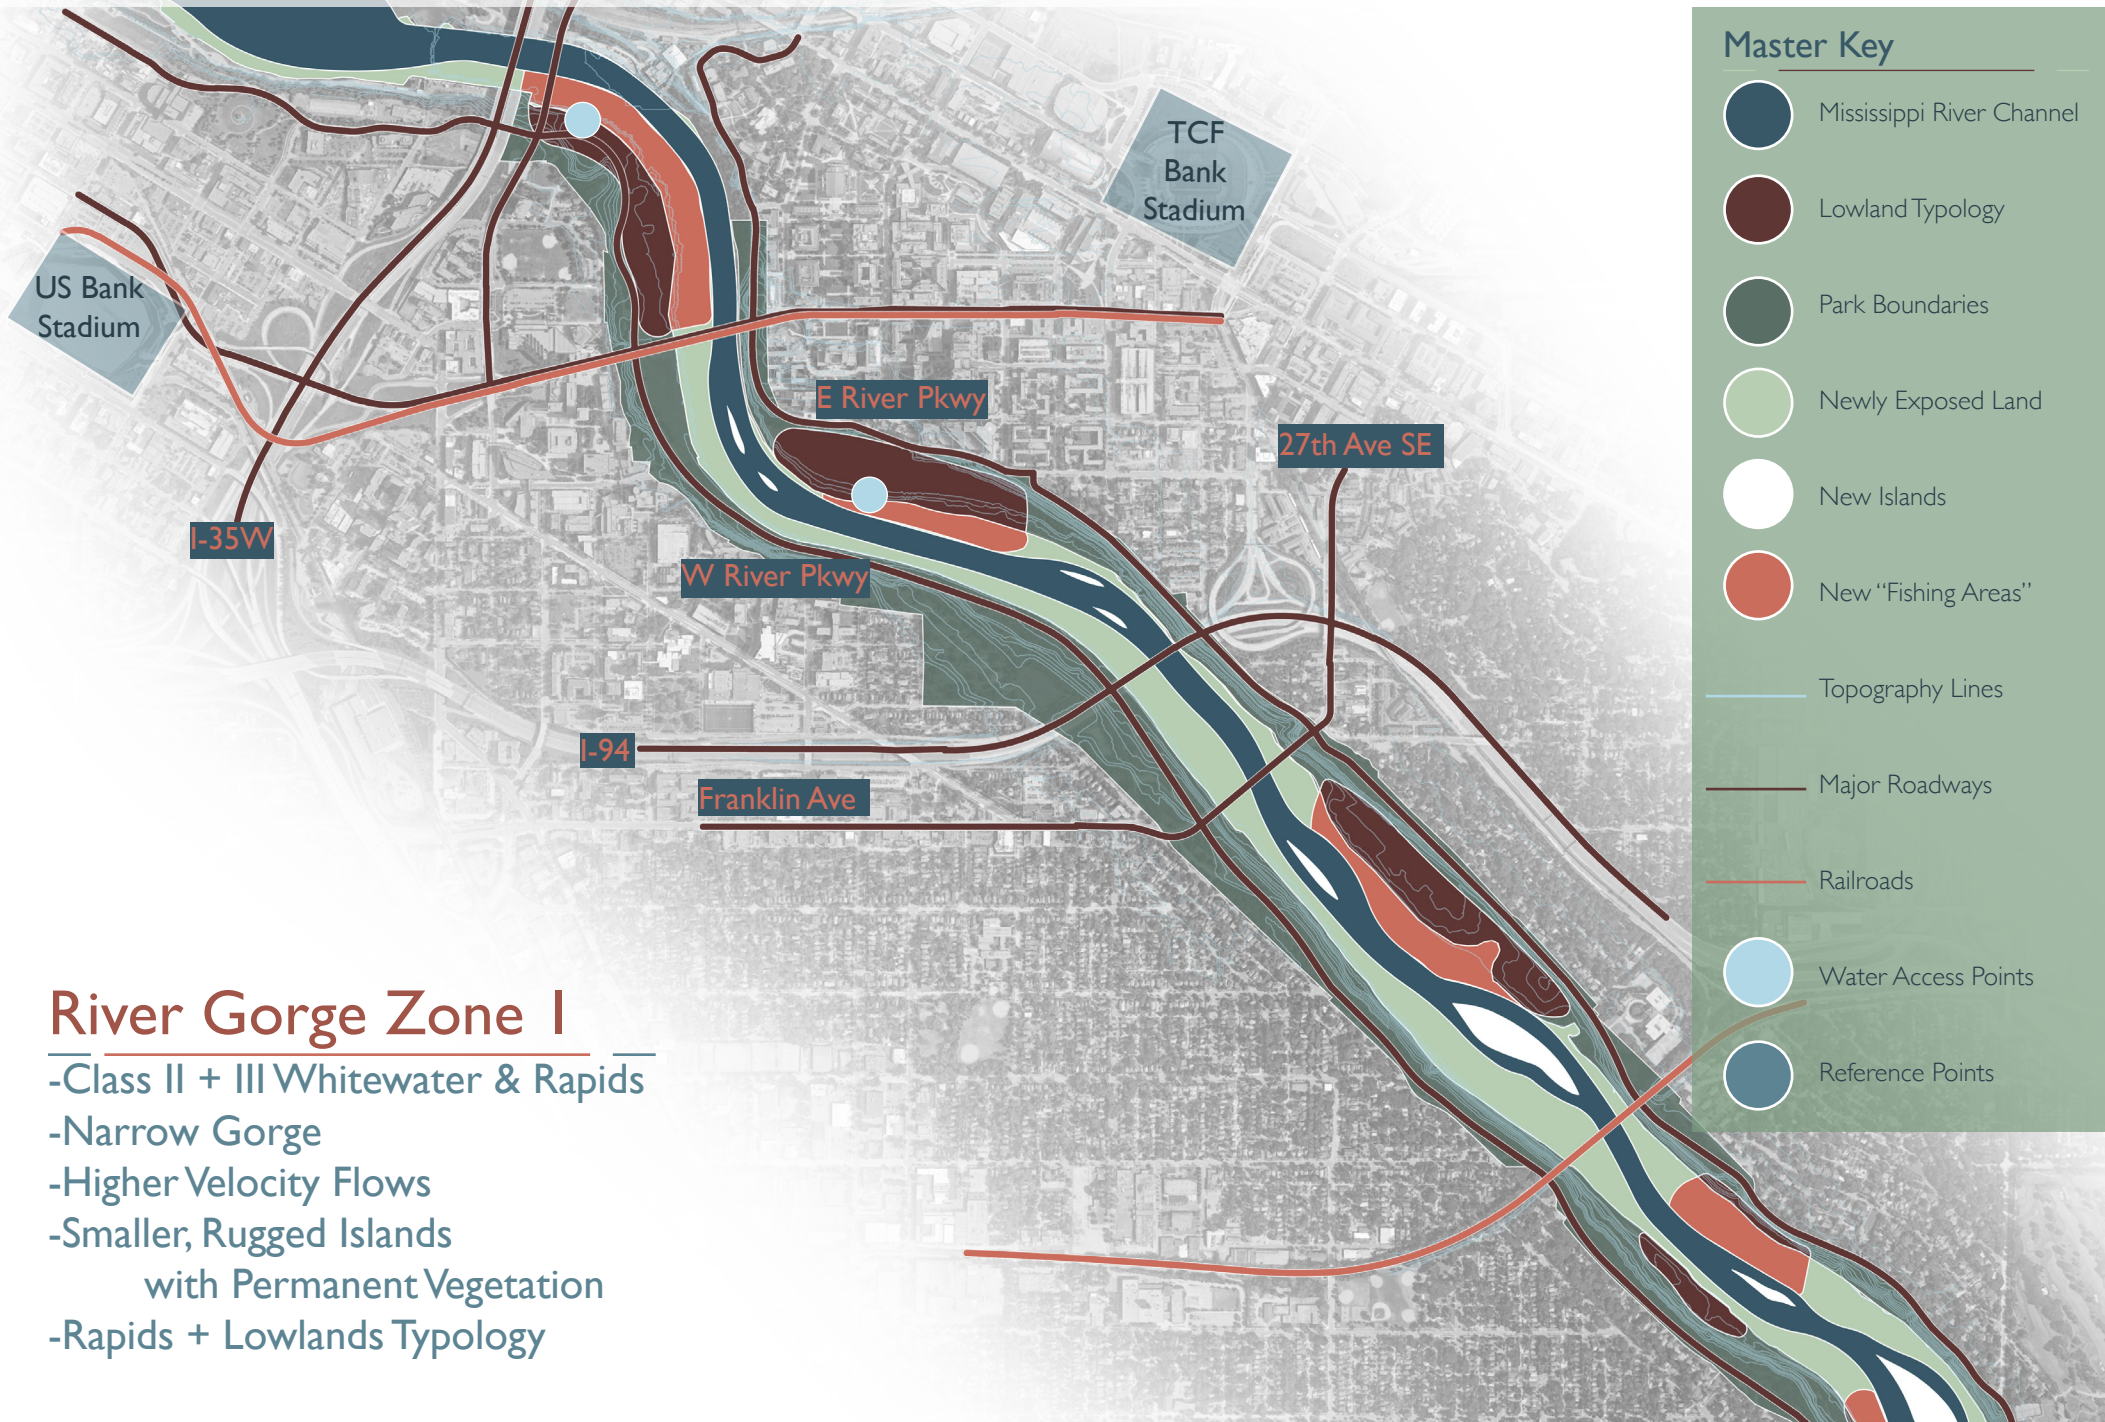 Master Key
Mississippi River Channel
Lowland Typology
Park Boundaries
Newly Exposed Land
New Islands
New “Fishing Areas”
Topography Lines
Major Roadways
Railroads
Water Access Points
Reference Points
TCF
Bank
Stadium
US Bank
Stadium
E River Pkwy
27th Ave SE
I-35W
W River Pkwy
I-94
Franklin Ave
River Gorge Zone 1
-Class II + III Whitewater & Rapids
-Narrow Gorge
-Higher Velocity Flows
-Smaller, Rugged Islands
with Permanent Vegetation
-Rapids + Lowlands Typology